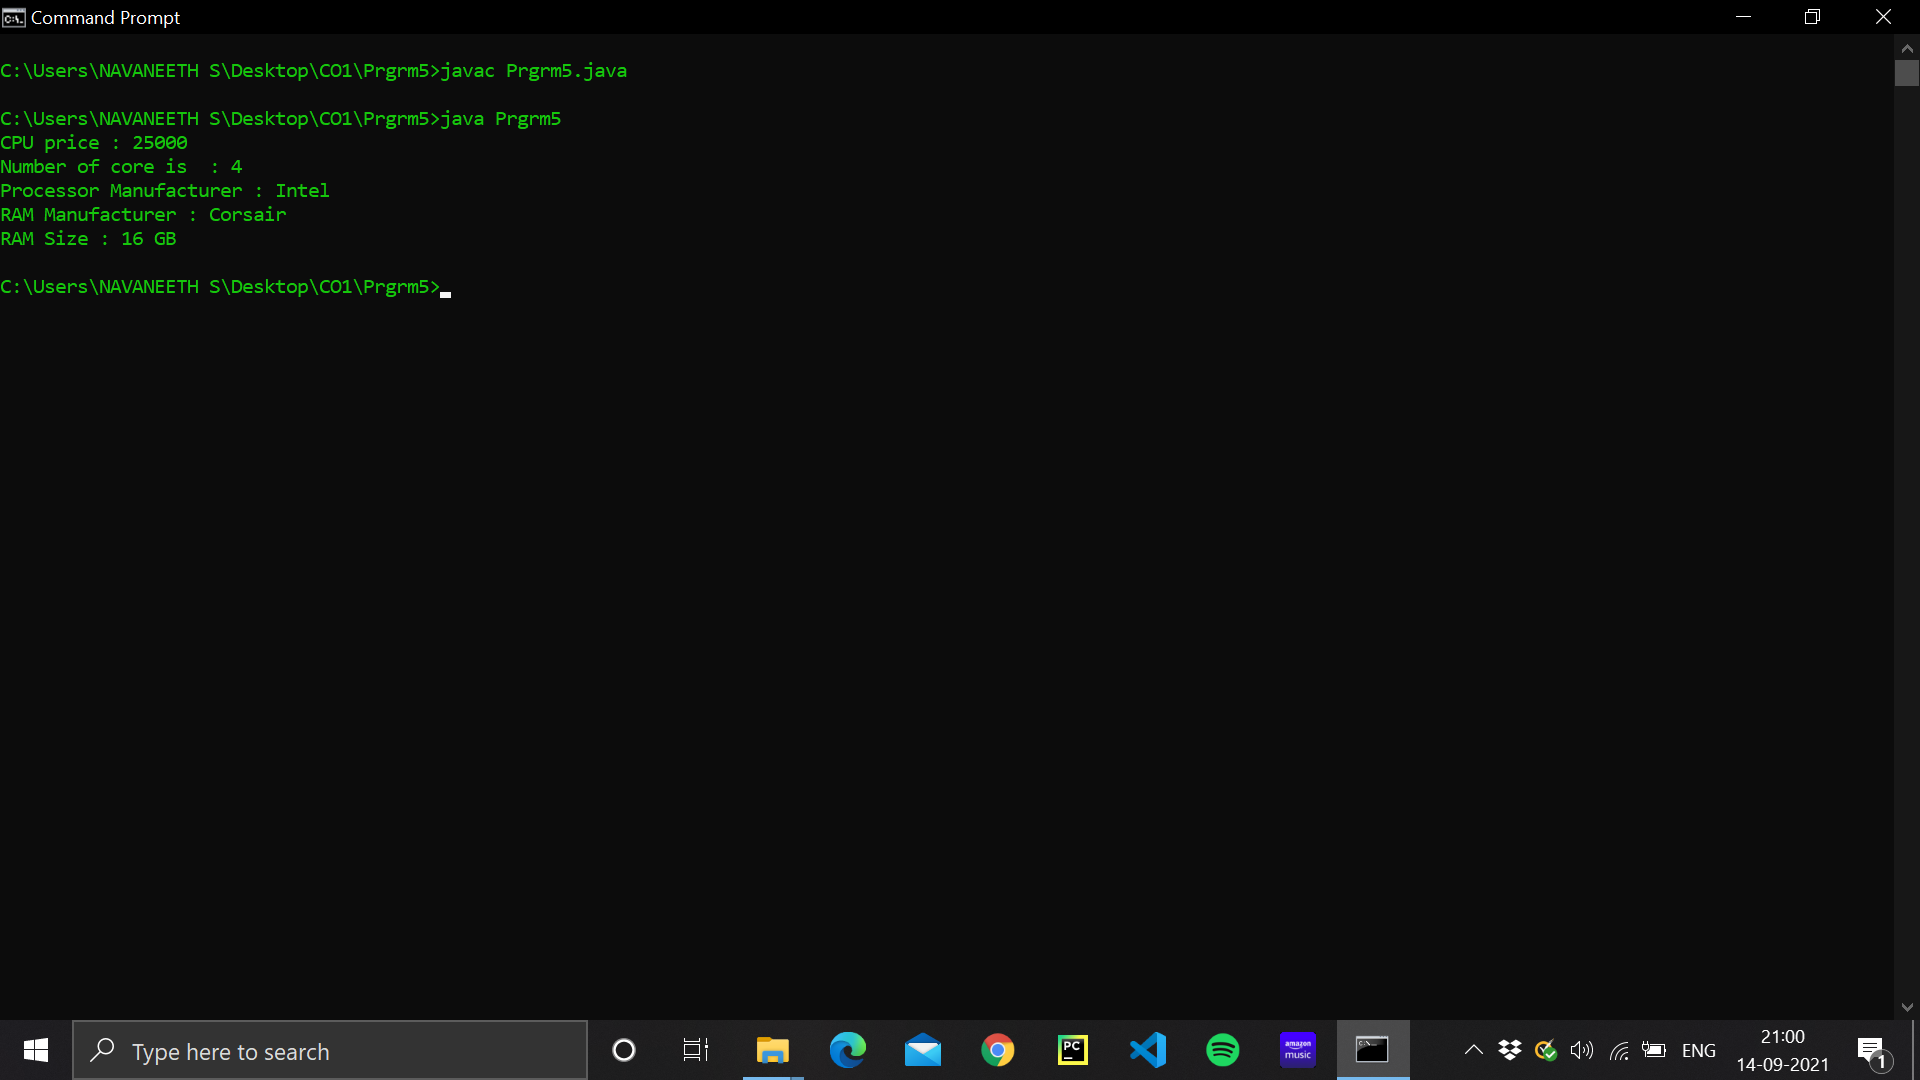 Command Prompt
C:\Users\NAVANEETH S\Desktop\CO1\Prgrm5>javac Prgrm5.java
C:\Users\NAVANEETH S\Desktop\CO1\Prgrm5>java Prgrm5
CPU price : 25000
Number of core is  : 4
Processor Manufacturer : Intel
RAM Manufacturer : Corsair
RAM Size : 16 GB
C:\Users\NAVANEETH S\Desktop\CO1\Prgrm5>
Type here to search
PC
amazon
music
C:\.
ENG
21:00
14-09-2021
1